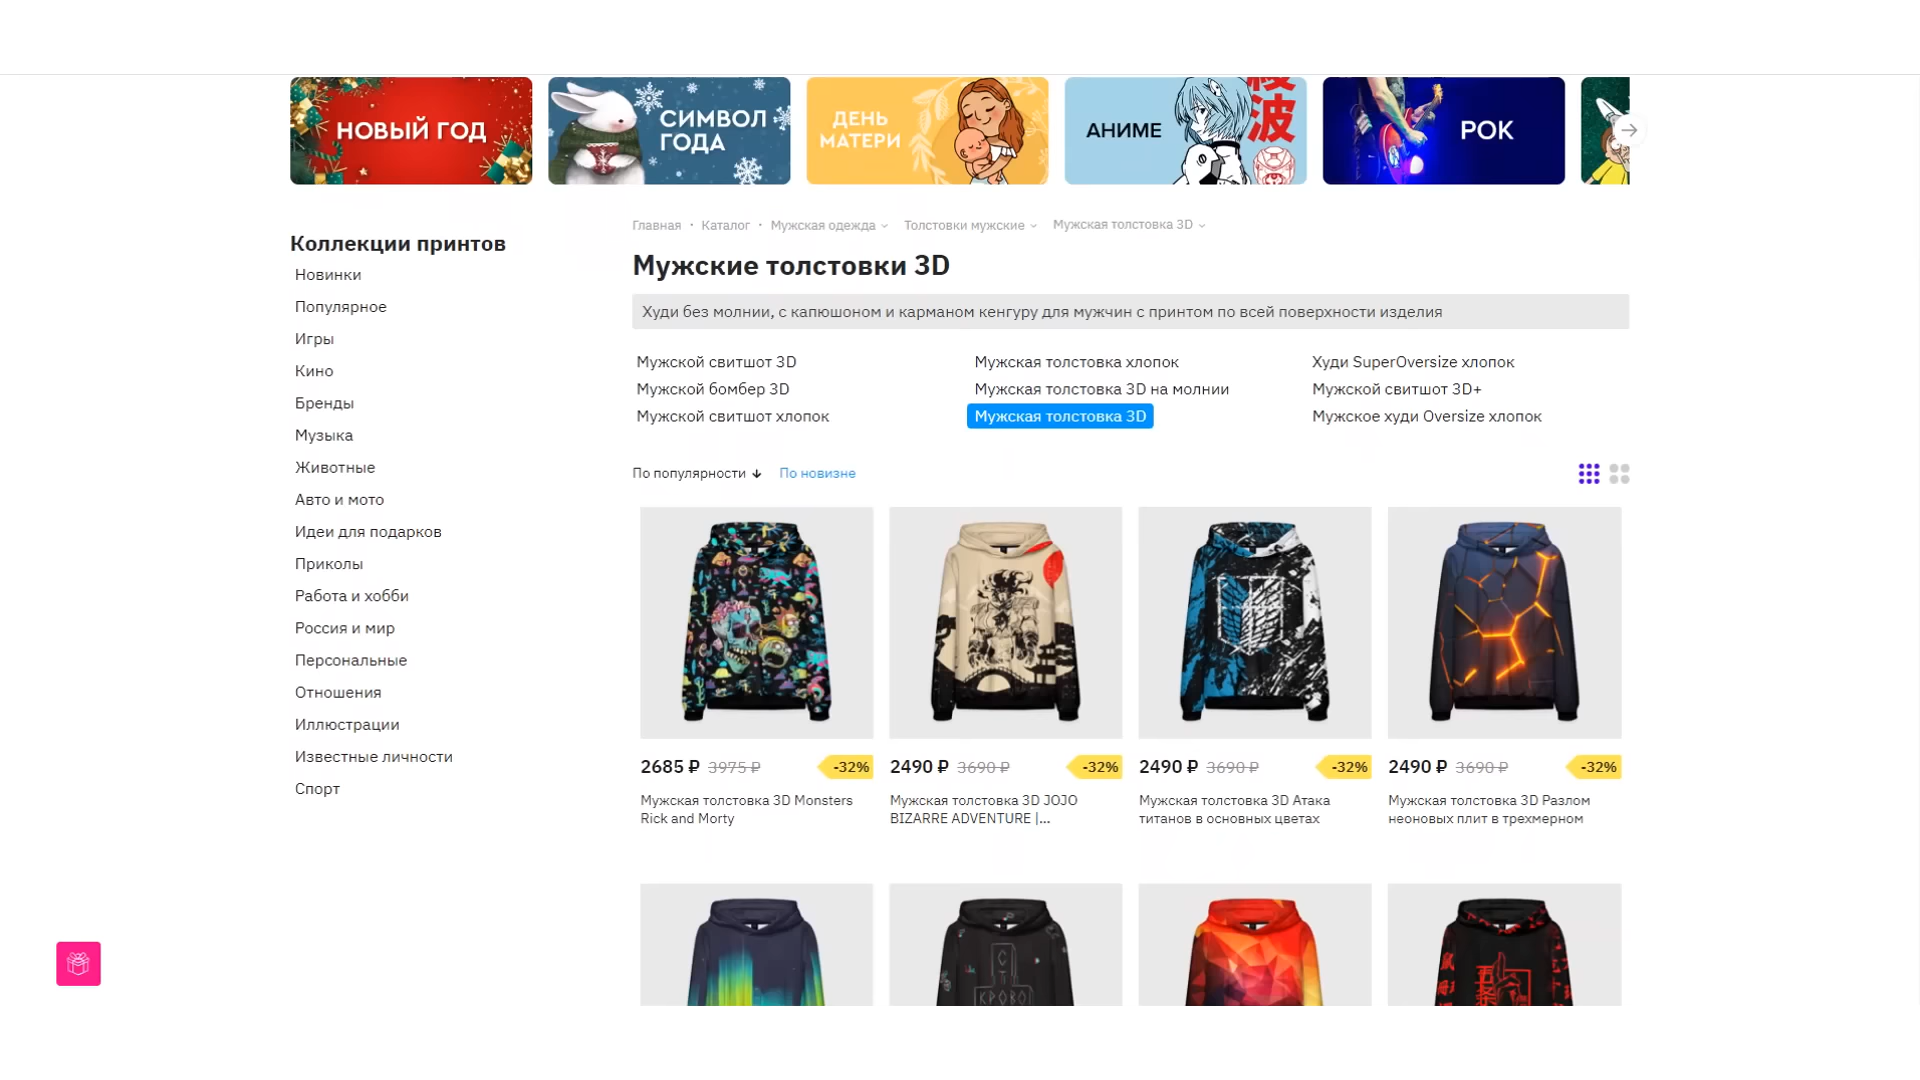 НОВЫЙ ГОД
СИМВОЛ
ГОДА
ДЕНЬ
МАТЕРИ
АНИМЕ
波
РОК
Главная · Каталог · Мужская одежда Толстовки мужские Мужская толстовка 3D
Коллекции принтов
Новинки
Популярное
Игры
Кино
Бренды
Музыка
Животные
Авто и мото
Идеи для подарков
Приколы
Работа и хобби
Россия и мир
Персональные
Отношения
Иллюстрации
Известные личности
Спорт
Мужские толстовки 3D
Худи без молнии, с капюшоном и карманом кенгуру для мужчин с принтом по всей поверхности изделия
Мужской свитшот 3D
Мужской бомбер 3D
Мужской свитшот хлопок
Мужская толстовка хлопок
Мужская толстовка 3D на молнии
Мужская толстовка 3D
Худи SuperOversize хлопок
Мужской свитшот 3D+
Мужское худи Oversize хлопок
По популярности ↓ По новизне
2685 ₽ 3975 ₽ -32%
Мужская толстовка 3D Monsters
Rick and Morty
2490 ₽ 3690 ₽ -32%
Мужская толстовка 3D JOJO
BIZARRE ADVENTURE |...
2490 ₽ 3690 ₽ -32%
Мужская толстовка 3D Атака
титанов в основных цветах
2490 ₽ 3690 ₽ -32%
Мужская толстовка 3D Разлом
неоновых плит в трехмерном